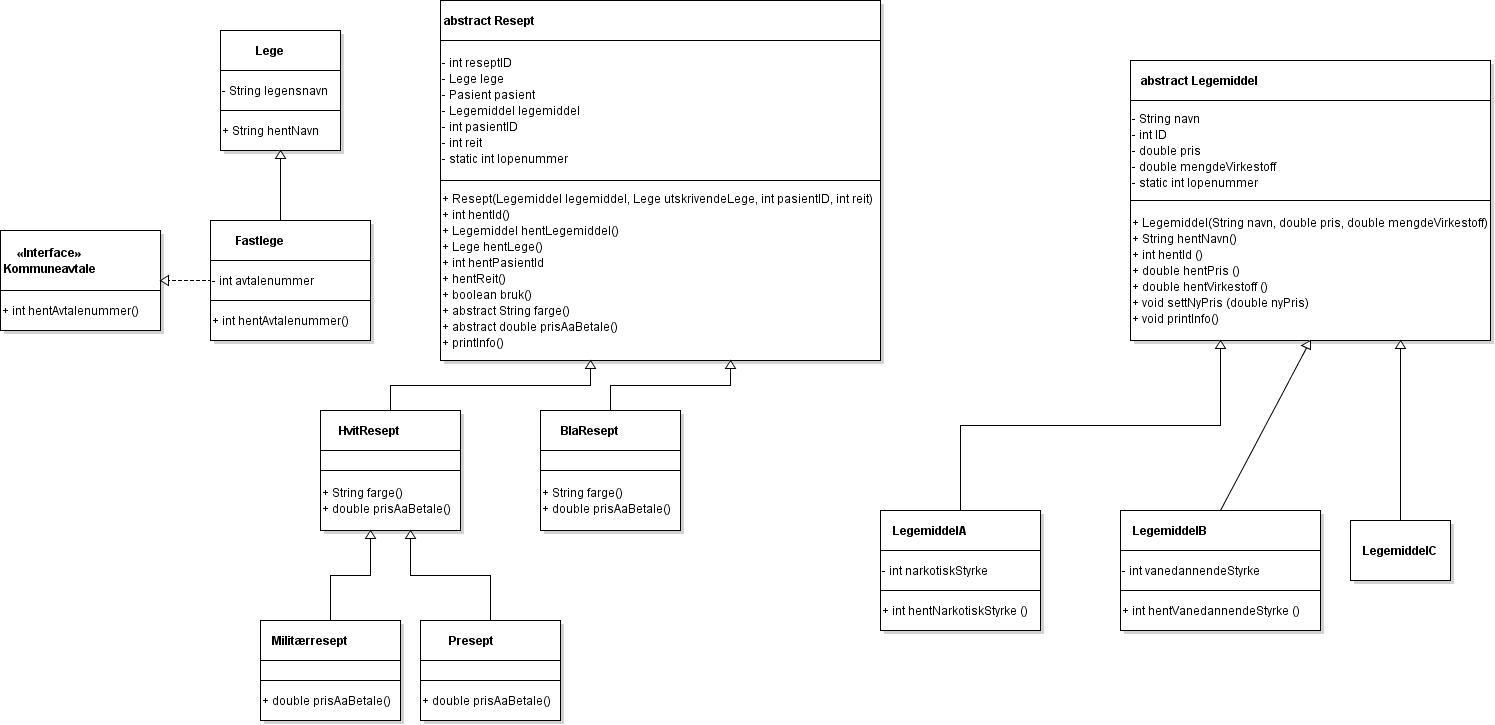 Lege
- String legensnavn
+ String hentNavn
«Interface»
Kommuneavtale
+ int hentAvtalenummer()
Fastlege
- int avtalenummer
+ int hentAvtalenummer()
abstract Resept
- int reseptID
- Lege lege
- Pasient pasient
- Legemiddel legemiddel
- int pasientID
- int reit
- static int lopenummer
+ Resept(Legemiddel legemiddel, Lege utskrivendeLege, int pasientID, int reit)
+ int hentId()
+ Legemiddel hentLegemiddel()
+ Lege hentLege()
+ int hentPasientId
+ hentReit()
+ boolean bruk()
+ abstract String farge()
+ abstract double prisAaBetale()
+ printInfo()
HvitResept
+ String farge()
+ double prisAaBetale()
BlaResept
+ String farge()
+ double prisAaBetale()
Militærresept
+ double prisAaBetale()
Presept
+ double prisAaBetale()
abstract Legemiddel
- String navn
- int ID
- double pris
- double mengdeVirkestoff
- static int lopenummer
+ Legemiddel(String navn, double pris, double mengdeVirkestoff)
+ String hentNavn()
+ int hentId ()
+ double hentPris ()
+ double hentVirkestoff ()
+ void settNyPris (double nyPris)
+ void printInfo()
LegemiddelA
- int narkotiskStyrke
+ int hentNarkotiskStyrke ()
LegemiddelB
- int vanedannendeStyrke
+ int hentVanedannendeStyrke ()
LegemiddelC